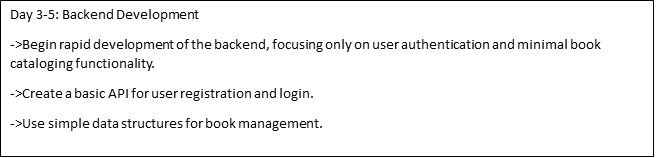 Day 3-5: Backend Development
->Begin rapid development of the backend, focusing only on user authentication and minimal book
cataloging functionality.
->Create a basic API for user registration and login.
->Use simple data structures for book management.